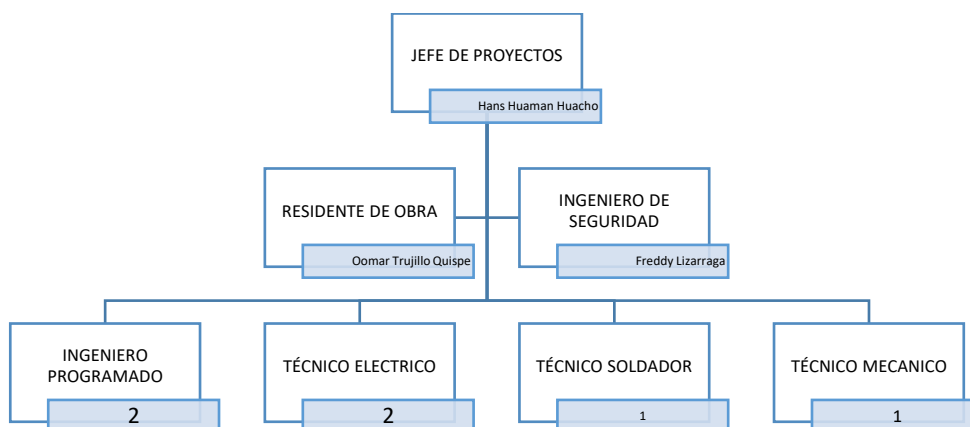 JEFE DE PROYECTOS
Hans Huaman Huacho
RESIDENTE DE OBRA
Oomar Trujillo Quispe
INGENIERO DE
SEGURIDAD
Freddy Lizarraga
INGENIERO
PROGRAMADO
2
TÉCNICO ELECTRICO
2
TÉCNICO SOLDADOR
1
TÉCNICO MECANICO
1